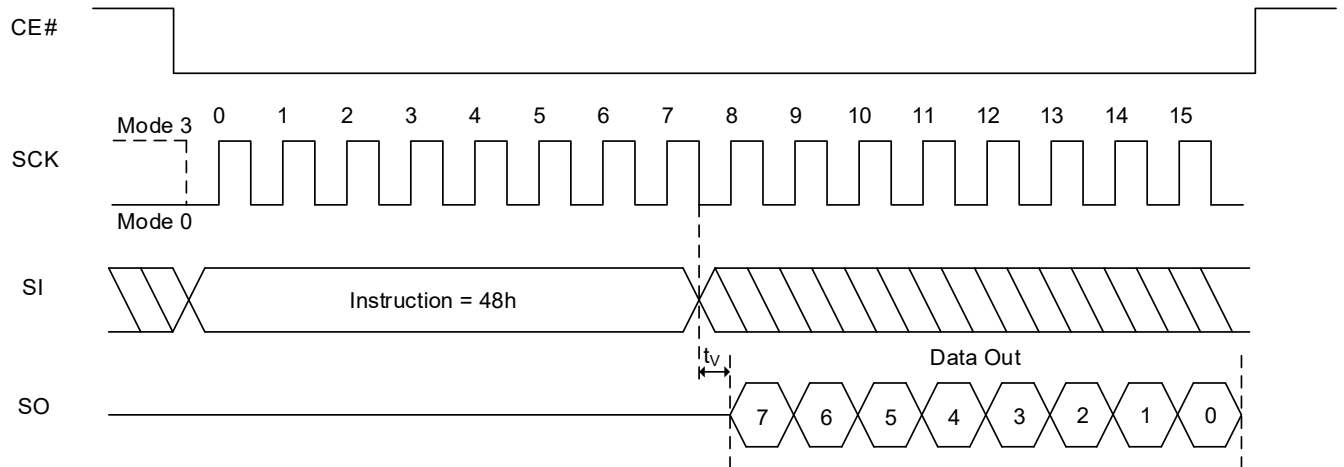 CE#
0 1 2 3 4 5 6 7 8 9 10 11 12 13 14 15
Mode 3
SCK
Mode 0
SI
Instruction = 48h
tV
Data Out
SO
7 6 5 4 3 2 1 0